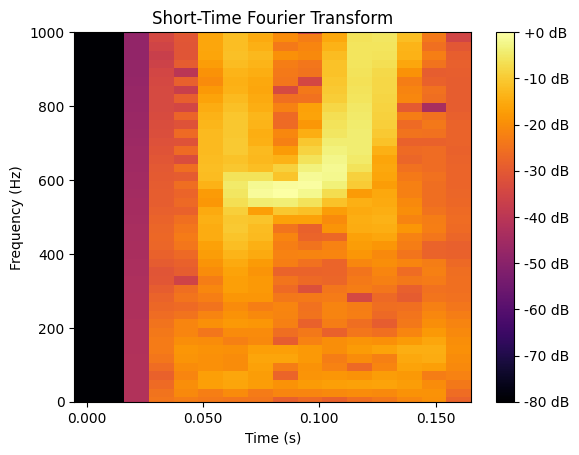 Short-Time Fourier Transform
1000
800
600
400
200
0
Frequency (Hz)
0.000
0.050
0.100
0.150
Time (s)
+0 dB
-10 dB
-20 dB
-30 dB
-40 dB
-50 dB
-60 dB
-70 dB
-80 dB